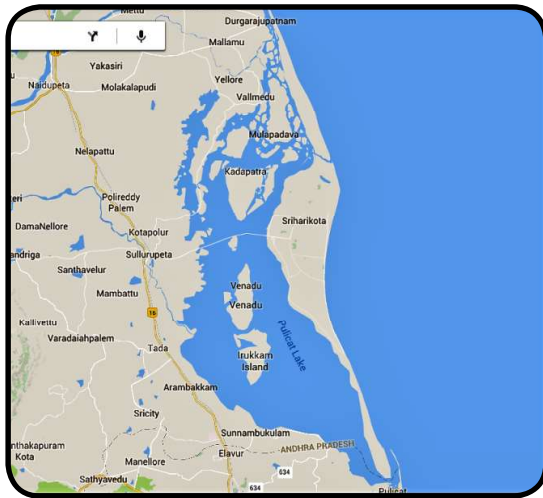 Mettu
Durgarajupatnam
Mallamu
16
Yakasiri
Yellore
Naidupeta
Molakalapudi
Vallmedu
Mulapadava
Nelapattu
Kadapatra
Polireddy
Palem
eri
Sriharikota
DamaNellore
Kotapolur
andriga
Sullurupeta
Santhavelur
Venadu
Mambattu
Venadu
16
Kallivettu
Pulicat Lake
Varadaiahpalem
Tada
Irukkam
Island
Arambakkam
Sricity
Sunnambukulam
nthakapuram
Kota
ANDHRA PRADESH
Elavur
Manellore
634
Sathyavedu
634
Pulicat